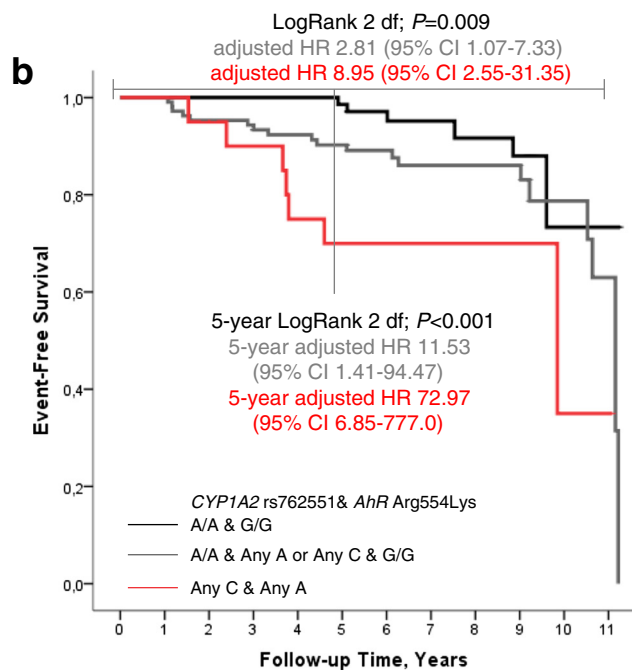 b
LogRank 2 df; P=0.009
adjusted HR 2.81 (95% CI 1.07-7.33)
adjusted HR 8.95 (95% CI 2.55-31.35)
1,0
0,8
0,6
0,4
0,2
0,0
Event-Free Survival
5-year LogRank 2 df; P<0.001
5-year adjusted HR 11.53
(95% CI 1.41-94.47)
5-year adjusted HR 72.97
(95% CI 6.85-777.0)
CYP1A2 rs762551& AhR Arg554Lys
A/A & G/G
A/A & Any A or Any C & G/G
Any C & Any A
0 1 2 3 4 5 6 7 8 9 10 11
Follow-up Time, Years